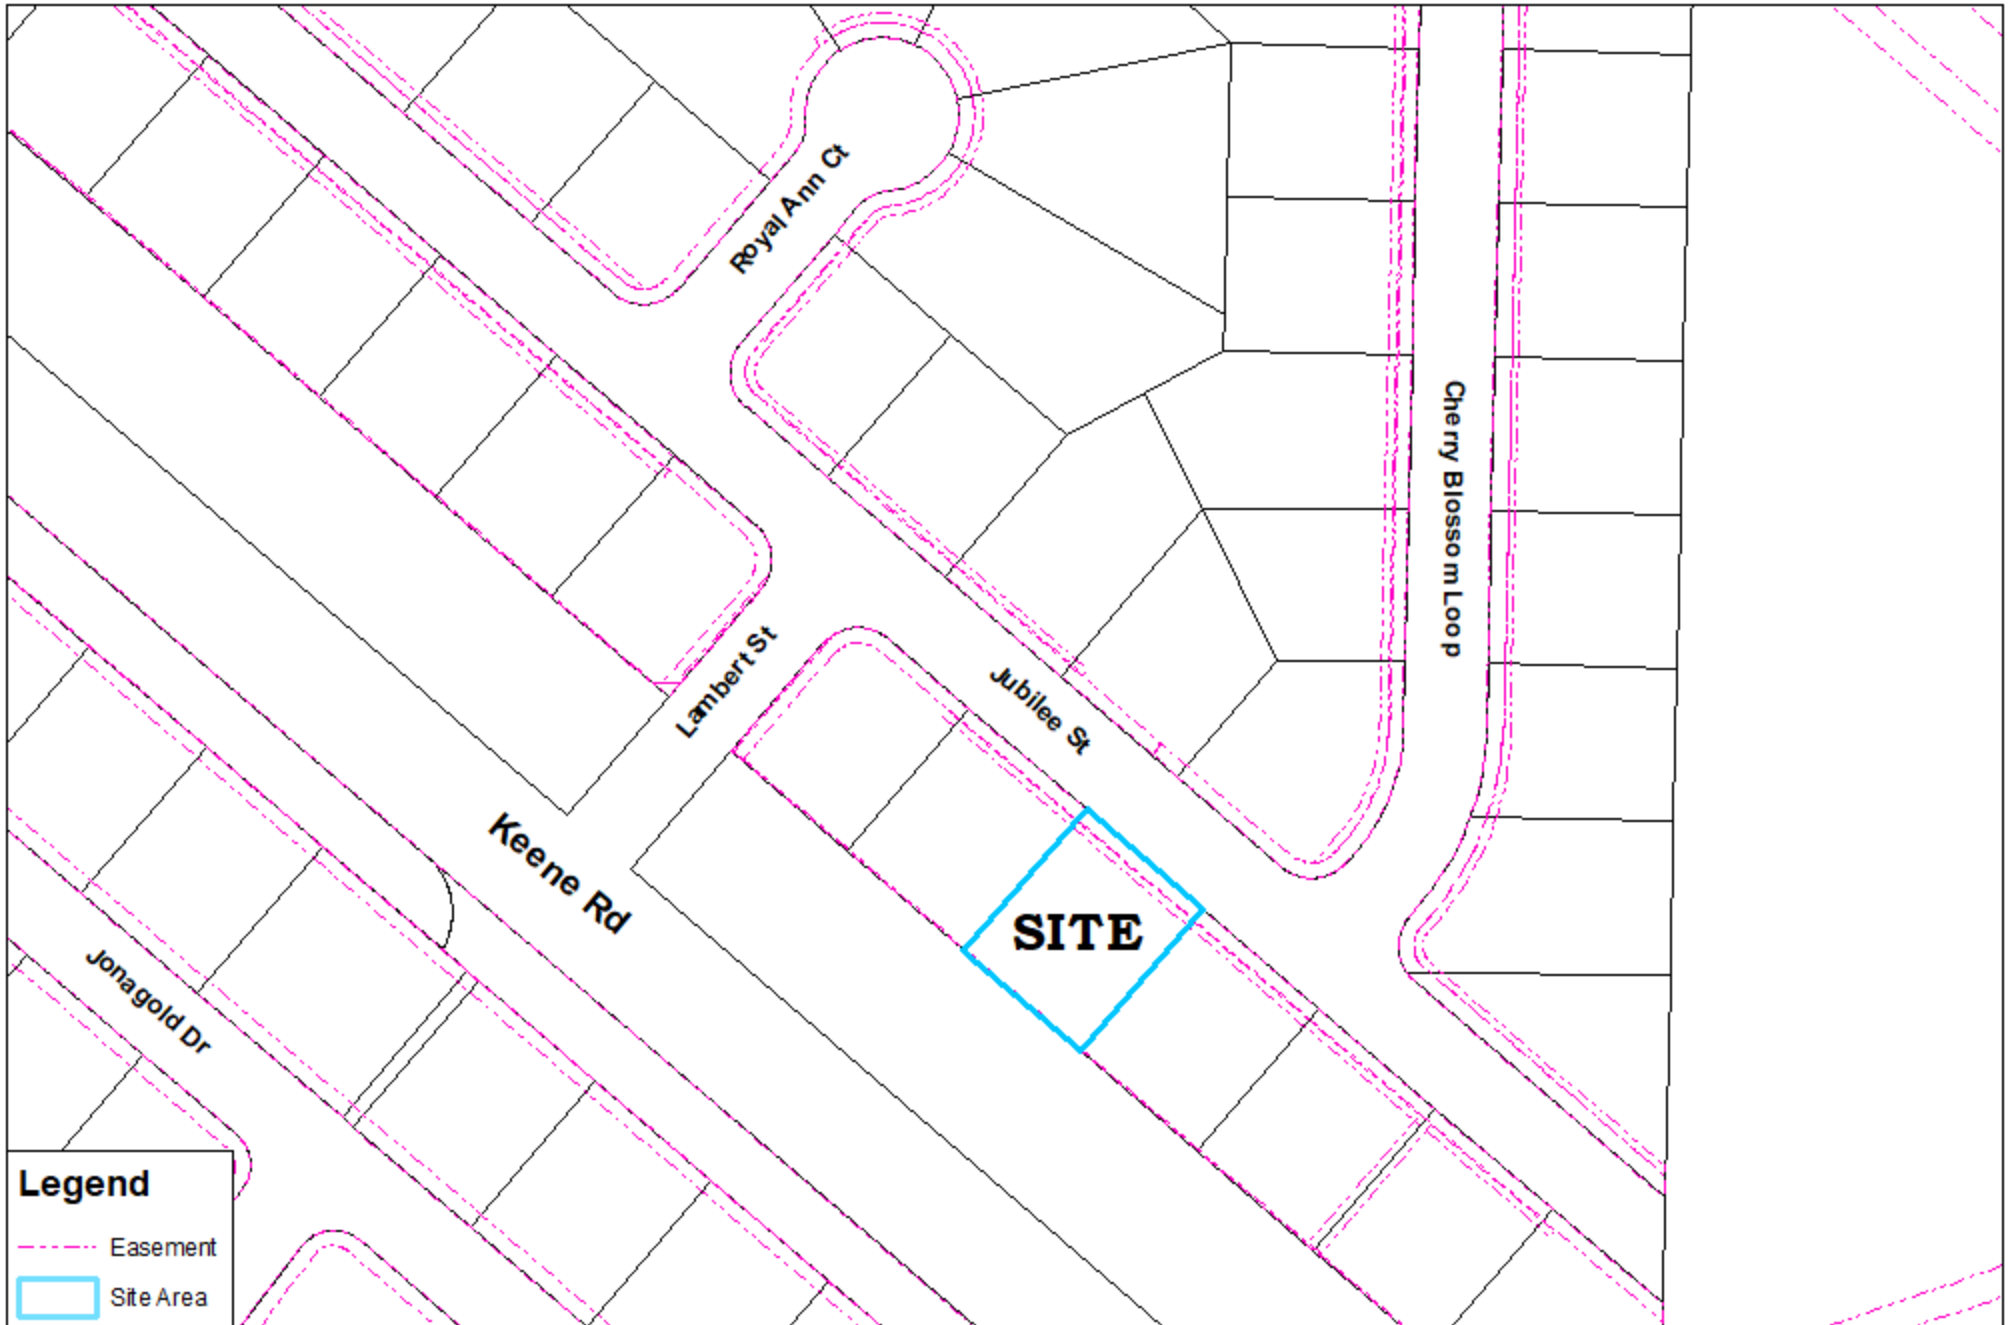 Royal Ann Ct
Cherry Blossom Loop
Lambert St
Jubilee St
Keene Rd
SITE
Jonagold Dr
Legend
Easement
Site Area